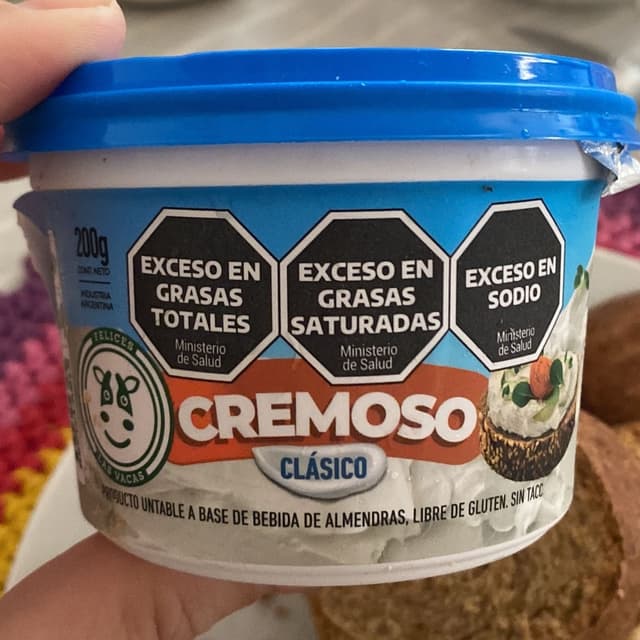 200g
CONT. NETO
INDUSTRIA
ARGENTINA
EXCESO EN
GRASAS
TOTALES
Ministerio
de Salud
EXCESO EN
GRASAS
SATURADAS
Ministerio
de Salud
EXCESO EN
SODIO
Ministerio
de Salud
FELICES
LAS VACAS
CREMOSO
CLÁSICO
PRODUCTO UNTABLE A BASE DE BEBIDA DE ALMENDRAS, LIBRE DE GLUTEN. SIN TACC